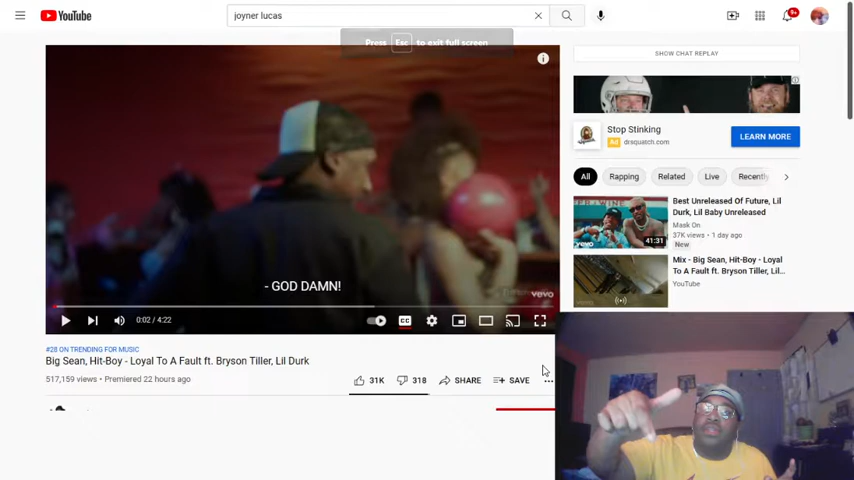 YouTube
joyner lucas
9+
Press Esc to exit full screen
- GOD DAMN!
vevo
0:02 / 4:22
CC
#28 ON TRENDING FOR MUSIC
Big Sean, Hit-Boy - Loyal To A Fault ft. Bryson Tiller, Lil Durk
517,159 views • Premiered 22 hours ago
31K
318
SHARE
SAVE
SHOW CHAT REPLAY
Stop Stinking
Ad drsquatch.com
LEARN MORE
All
Rapping
Related
Live
Recently
41:31
Best Unreleased Of Future, Lil
Durk, Lil Baby Unreleased
Mask On
37K views • 1 day ago
New
Mix - Big Sean, Hit-Boy - Loyal
To A Fault ft. Bryson Tiller, Lil...
YouTube